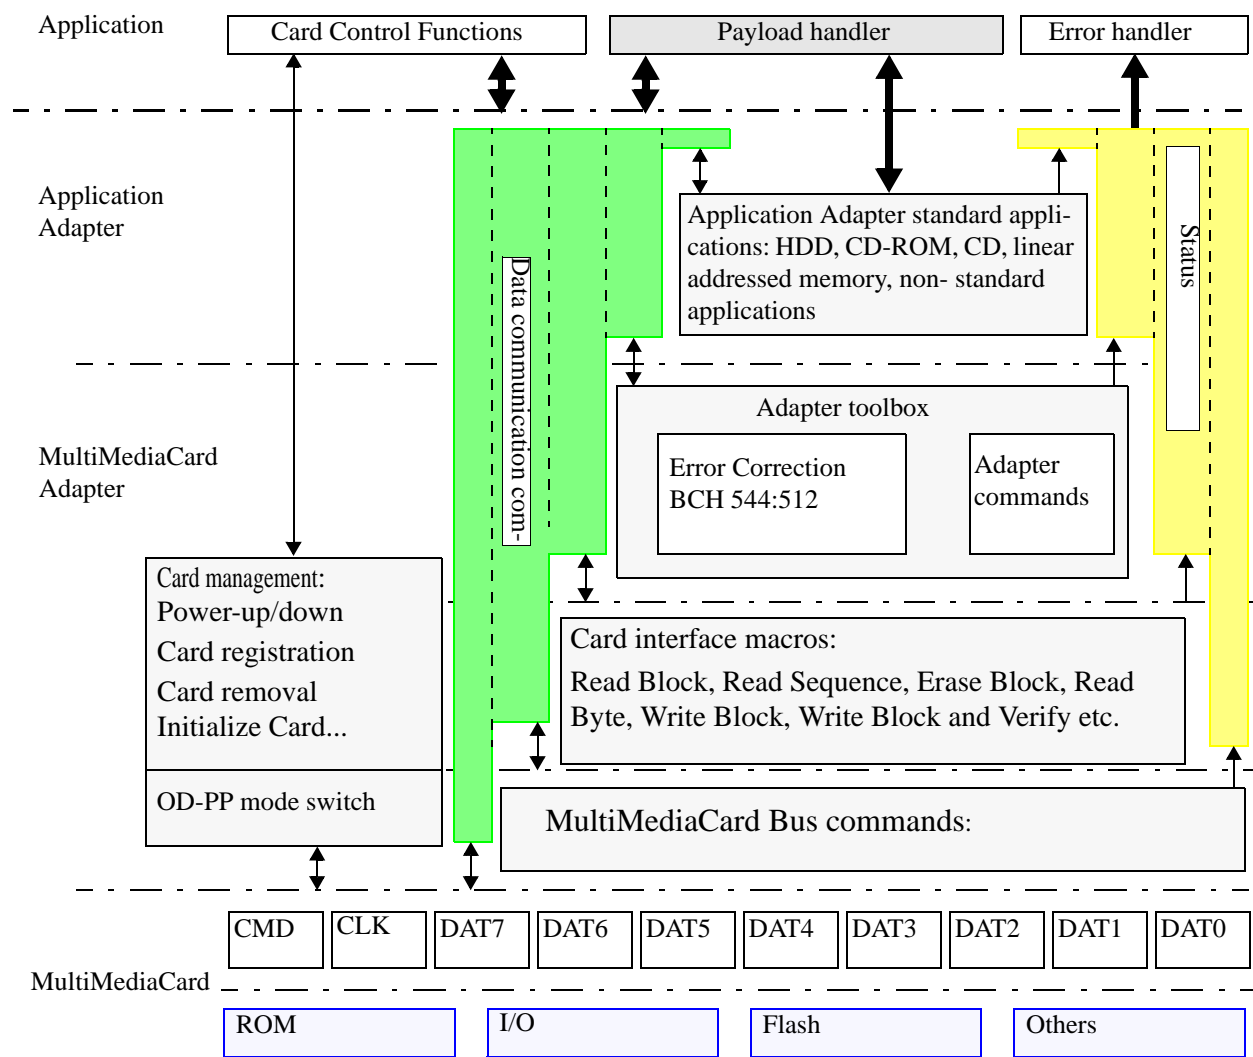 Application
Card Control Functions
Payload handler
Error handler
Application
Adapter
Application Adapter standard appli-
cations: HDD, CD-ROM, CD, linear
addressed memory, non- standard
applications
Data communication com-
Status
MultiMediaCard
Adapter
Adapter toolbox
Error Correction
BCH 544:512
Adapter
commands
Card management:
Power-up/down
Card registration
Card removal
Initialize Card...
OD-PP mode switch
Card interface macros:
Read Block, Read Sequence, Erase Block, Read
Byte, Write Block, Write Block and Verify etc.
MultiMediaCard Bus commands:
CMD
CLK
DAT7
DAT6
DAT5
DAT4
DAT3
DAT2
DAT1
DAT0
MultiMediaCard
ROM
I/O
Flash
Others